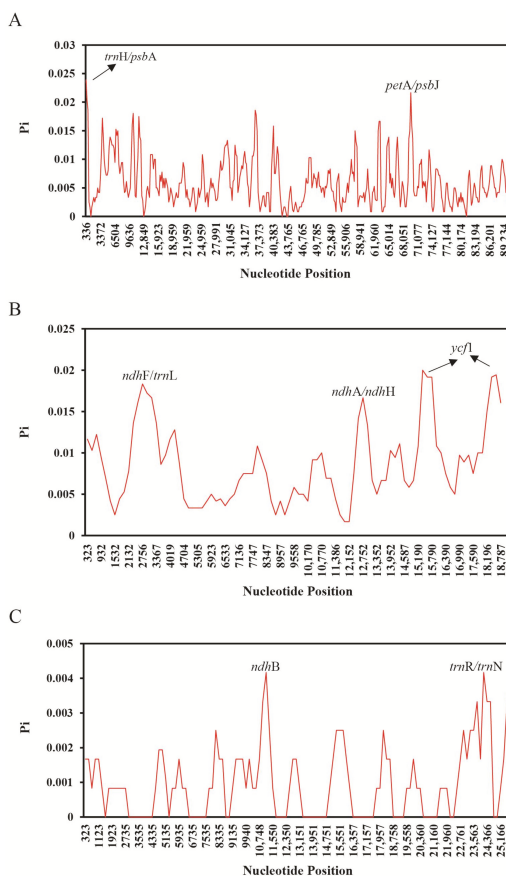 A
0.03
0.025
0.02
0.015
0.01
0.005
0
Pi
trnH/psbA
petA/psbJ
336 3372 6504 9636 12,849 15,923 18,959 21,959 24,959 27,991 31,045 34,127 37,373 40,383 43,765 46,765 49,785 52,849 55,906 58,941 61,960 65,014 68,051 71,077 74,127 77,144 80,174 83,194 86,201 89,234
Nucleotide Position
B
0.025
0.02
0.015
0.01
0.005
0
Pi
ndhF/trnL
ndhA/ndhH
ycf1
323 932 1532 2132 2756 3367 4019 4704 5305 5923 6533 7136 7747 8347 8957 9558 10,170 10,770 11,386 12,152 12,752 13,352 13,952 14,587 15,190 15,790 16,390 16,990 17,590 18,196 18,787
Nucleotide Position
C
0.005
0.004
0.003
0.002
0.001
0
Pi
ndhB
trnR/trnN
323 1123 1923 2735 3535 4335 5135 5935 6735 7535 8335 9135 9940 10,748 11,550 12,350 13,151 13,951 14,751 15,551 16,357 17,157 17,957 18,758 19,558 20,360 21,160 21,960 22,761 23,563 24,366 25,166
Nucleotide Position